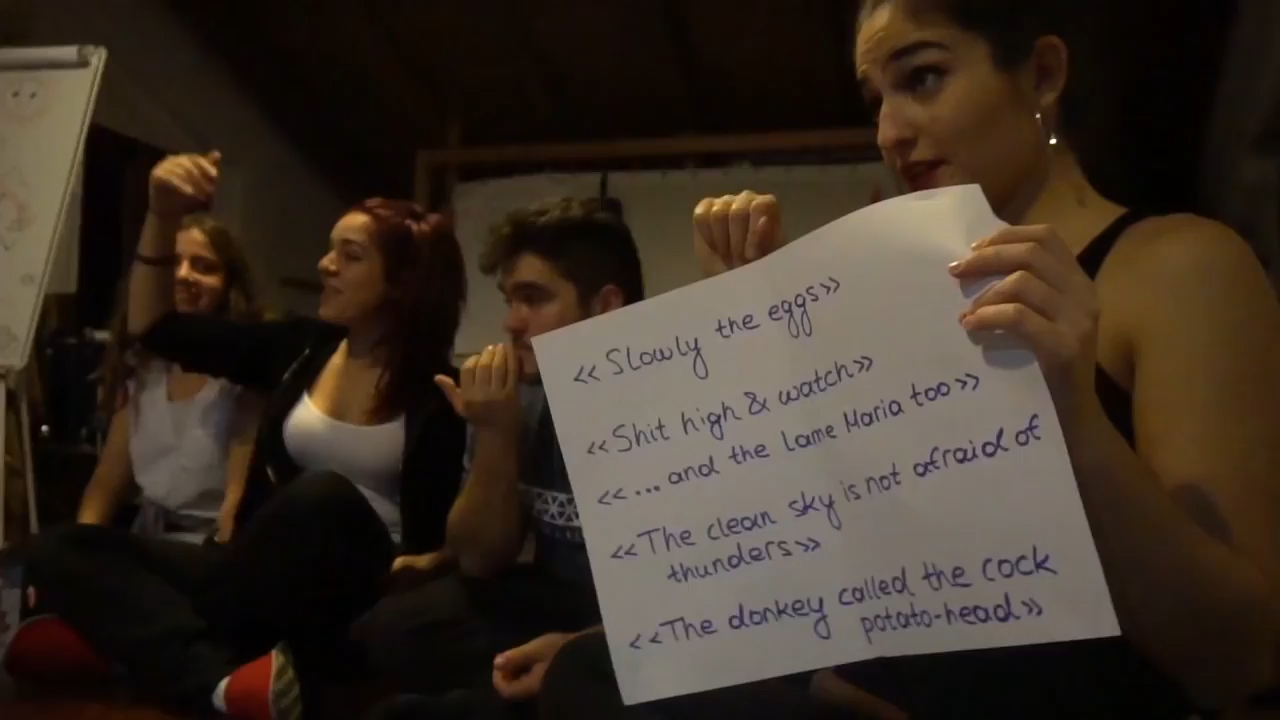 << Slowly the eggs>>
<<Shit high & watch>>
<<... and the Lame Maria too>>
<<The clean sky is not afraid of
thunders>>
<<The donkey called the cock
potato-head>>